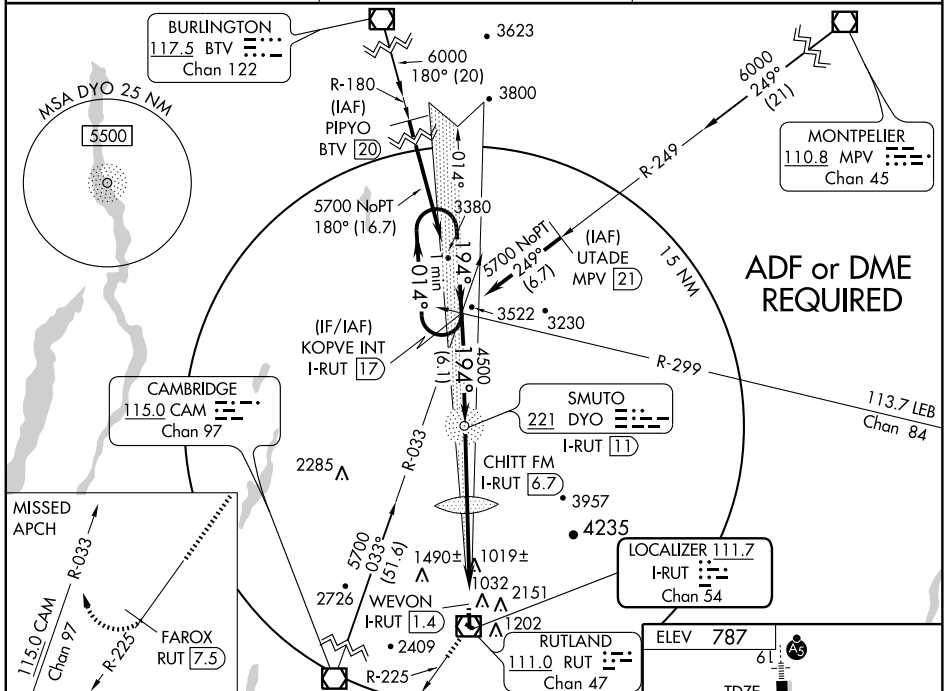 BURLINGTON
117.5 BTV
Chan 122
3623
6000
180° (20)
R-180
(IAF)
PIPYO
BTV 20
3800
6000
249°
(21)
MONTPELIER
110.8 MPV
Chan 45
MSA DYO 25 NM
5500
R-249
014°
5700 NoPT
180° (16.7)
3380
1 min
194°
014°
5700 NoPT
249°
(6.7)
(IAF)
UTADE
MPV 21
15 NM
ADF or DME
REQUIRED
3522
3230
(IF/IAF)
KOPVE INT
I-RUT 17
194°
(6.1)
4500
R-299
113.7 LEB
Chan 84
CAMBRIDGE
115.0 CAM
Chan 97
SMUTO
221 DYO
I-RUT 11
R-033
2285
CHITT FM
I-RUT 6.7
3957
4235
5700
033°
(51.6)
1490±
1019±
LOCALIZER 111.7
I-RUT
Chan 54
1032
2151
2726
WEVON
I-RUT 1.4
1202
2409
R-225
RUTLAND
111.0 RUT
Chan 47
MISSED
APCH
R-033
115.0 CAM
Chan 97
R-225
FAROX
RUT 7.5
ELEV 787
19
A5
TDZE